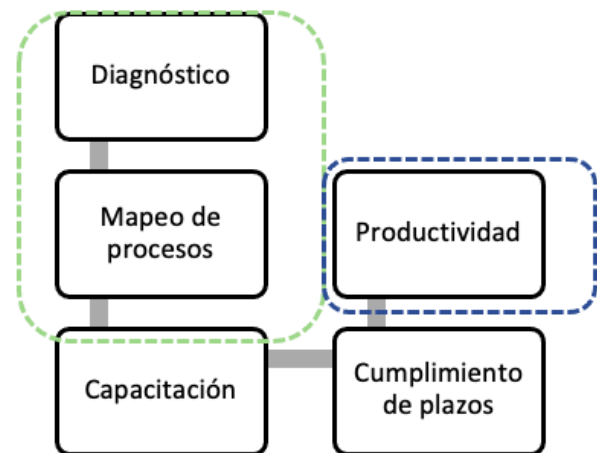 Diagnóstico
Mapeo de
procesos
Productividad
Capacitación
Cumplimiento
de plazos